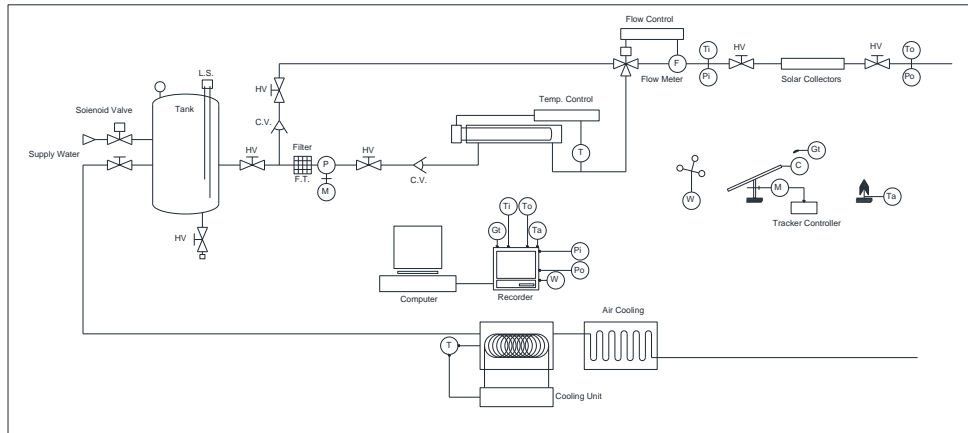 Flow Control
L.S.
HV
Ti
HV
HV
To
F
Flow Meter
Pi
Solar Collectors
Po
Tank
HV
Temp. Control
Soienoid Valve
C.V.
Filter
HV
HV
T
Gt
Supply Water
P
C
F.T.
C.V.
M
W
M
Ta
Tracker Controller
Ti
To
HV
Gt
Ta
Pi
Po
W
Computer
Recorder
Air Cooling
T
Cooling Unit